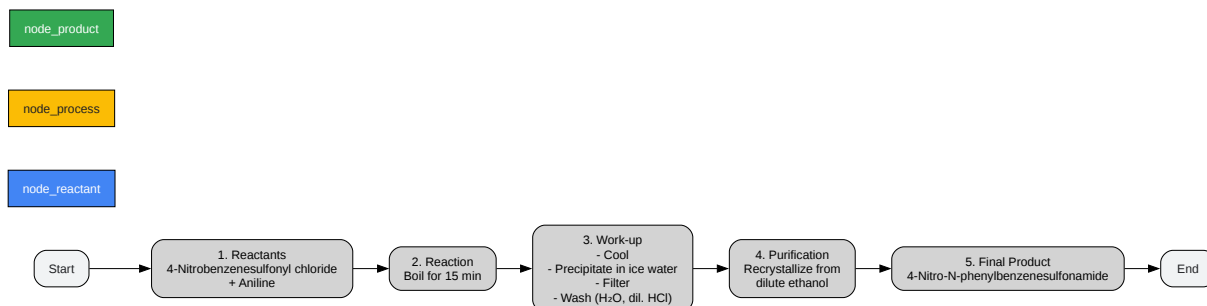 node_product
node_process
node_reactant
Start
1. Reactants
4-Nitrobenzenesulfonyl chloride
+ Aniline
2. Reaction
Boil for 15 min
3. Work-up
- Cool
- Precipitate in ice water
- Filter
- Wash (H₂O, dil. HCl)
4. Purification
Recrystallize from
dilute ethanol
5. Final Product
4-Nitro-N-phenylbenzenesulfonamide
End